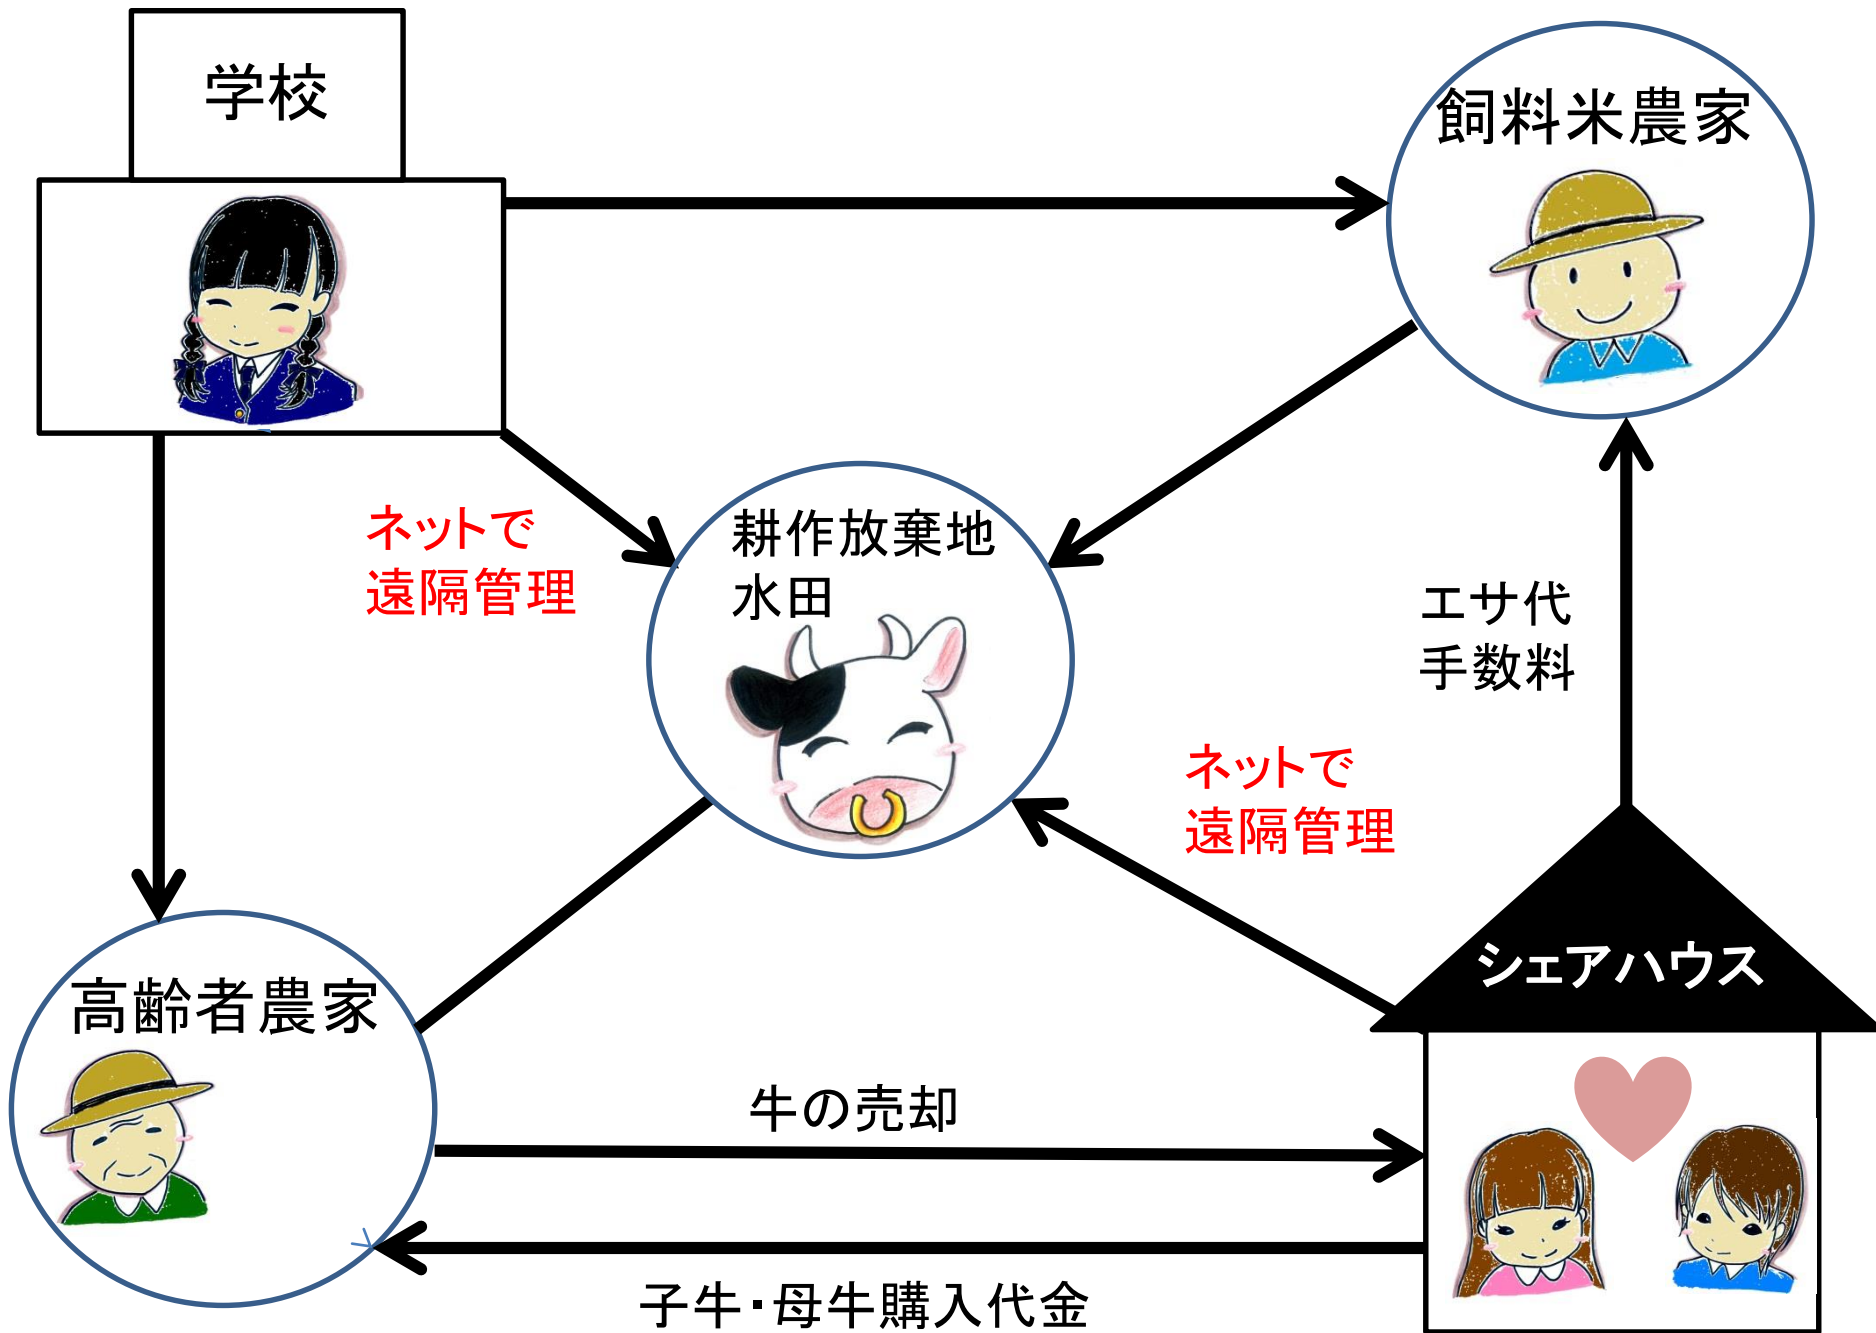 学校
飼料米農家
ネットで
遠隔管理
耕作放棄地
水田
エサ代
手数料
ネットで
遠隔管理
シェアハウス
高齢者農家
牛の売却
子牛・母牛購入代金